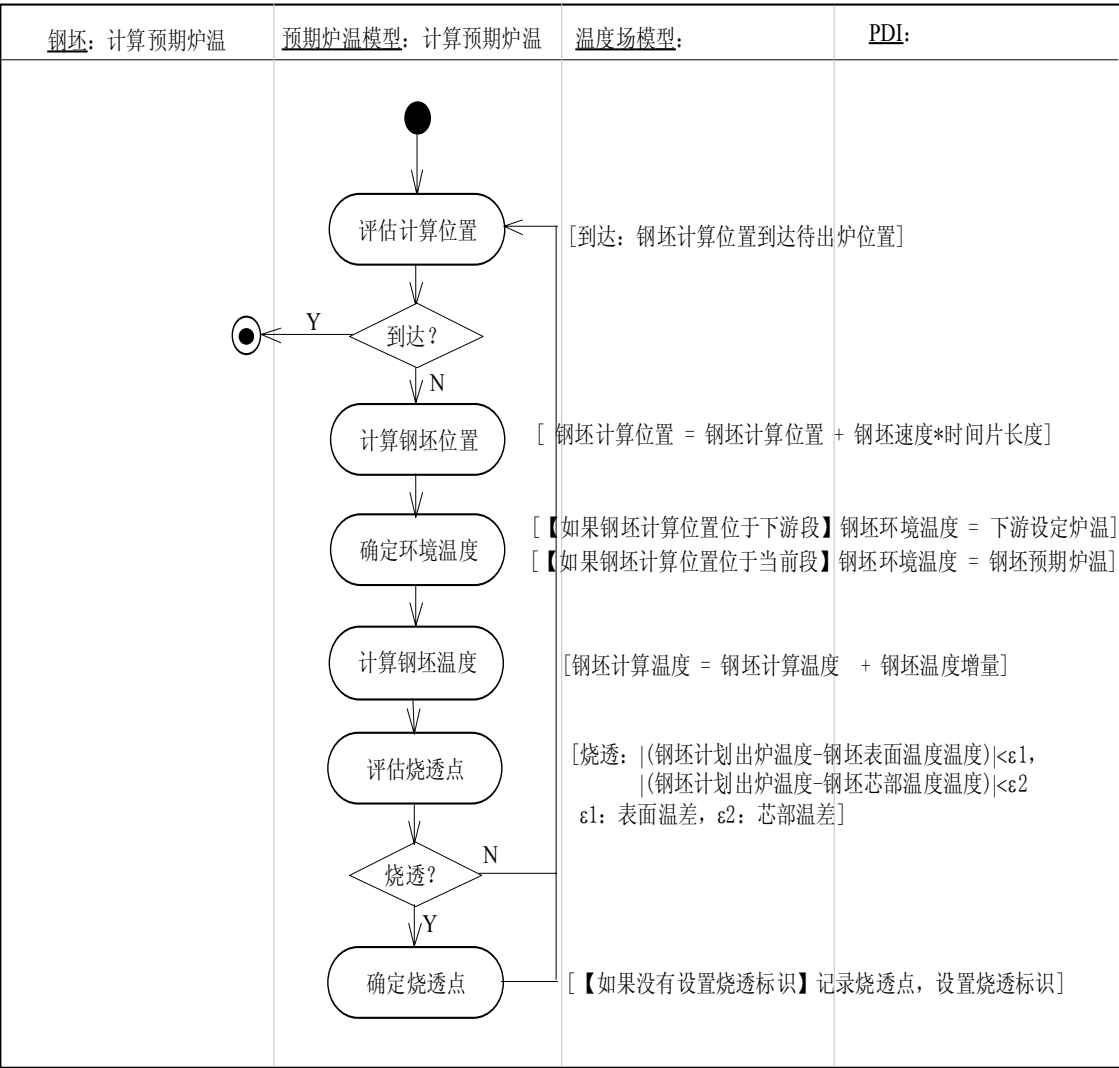 钢坯: 计算预期炉温
预期炉温模型: 计算预期炉温
温度场模型:
PDI:
评估计算位置
[到达: 钢坯计算位置到达待出炉位置]
Y
到达?
N
计算钢坯位置
[ 钢坯计算位置 = 钢坯计算位置 + 钢坯速度*时间片长度]
确定环境温度
[【如果钢坯计算位置位于下游段】钢坯环境温度 = 下游设定炉温]
[【如果钢坯计算位置位于当前段】钢坯环境温度 = 钢坯预期炉温]
计算钢坯温度
[钢坯计算温度 = 钢坯计算温度 + 钢坯温度增量]
评估烧透点
[烧透: |(钢坯计划出炉温度-钢坯表面温度温度)|<ε1,
|(钢坯计划出炉温度-钢坯芯部温度温度)|<ε2
ε1: 表面温差, ε2: 芯部温差]
烧透?
N
Y
确定烧透点
[【如果没有设置烧透标识】记录烧透点, 设置烧透标识]